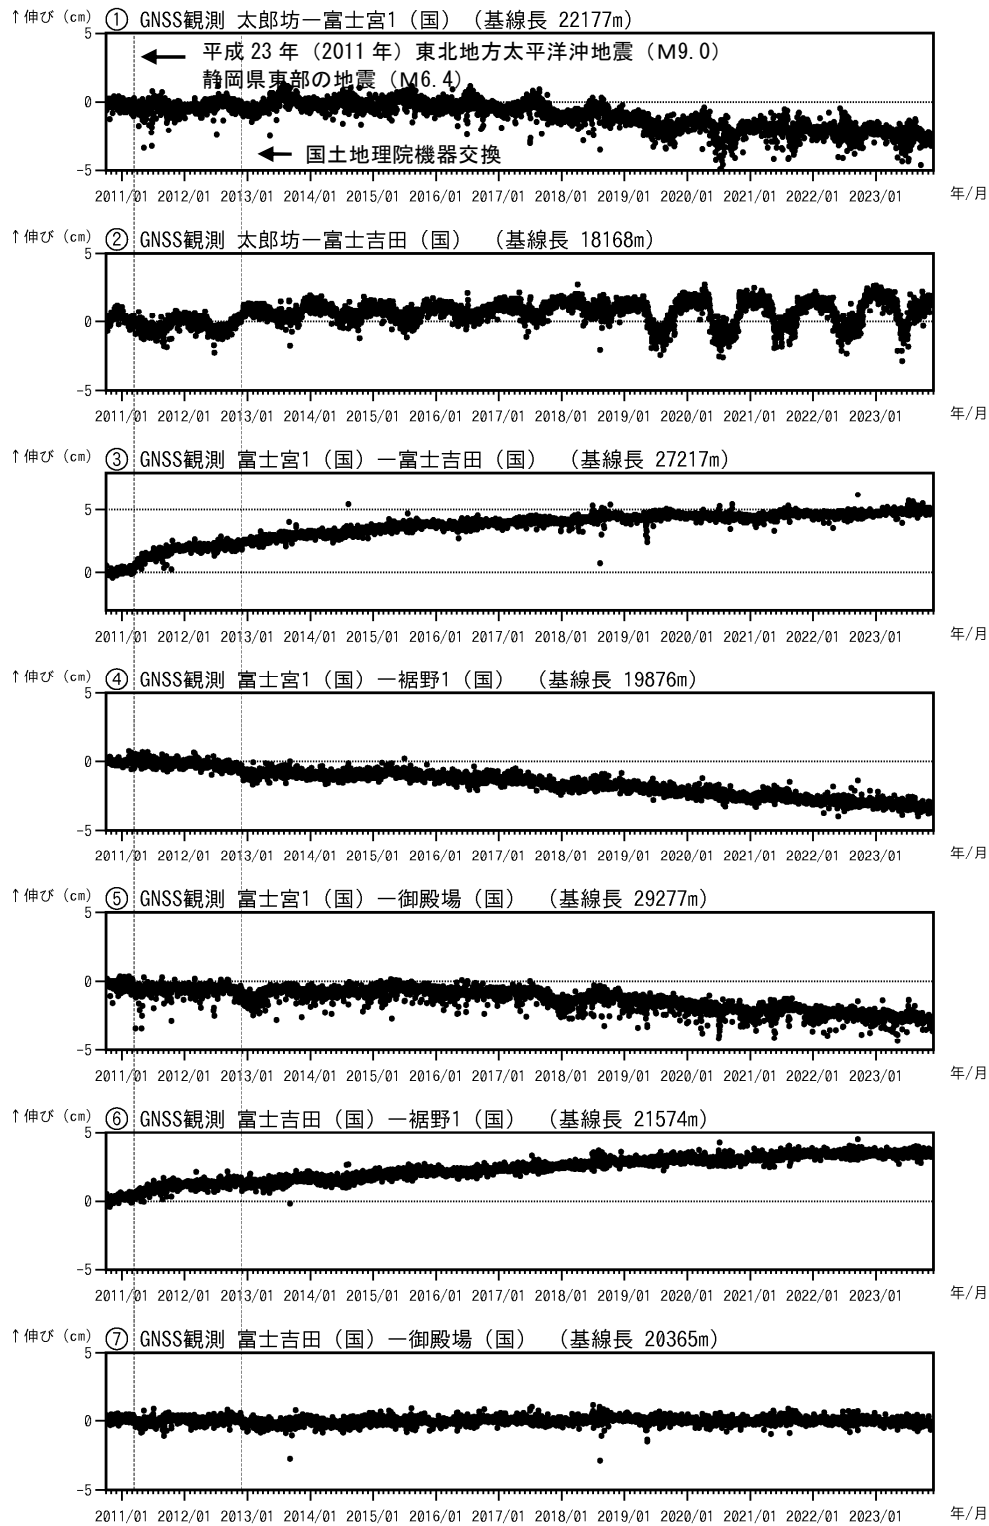 ↑伸び（cm） ① GNSS観測 太郎坊―富士宮1（国）（基線長 22177m）
5
平成 23 年（2011 年）東北地方太平洋沖地震（M9.0）
静岡県東部の地震（M6.4）
0
国土地理院機器交換
-5
2011/01 2012/01 2013/01 2014/01 2015/01 2016/01 2017/01 2018/01 2019/01 2020/01 2021/01 2022/01 2023/01 年/月
↑伸び（cm） ② GNSS観測 太郎坊―富士吉田（国）　（基線長 18168m）
5
0
-5
2011/01 2012/01 2013/01 2014/01 2015/01 2016/01 2017/01 2018/01 2019/01 2020/01 2021/01 2022/01 2023/01 年/月
↑伸び（cm） ③ GNSS観測 富士宮1（国）―富士吉田（国）　（基線長 27217m）
5
0
2011/01 2012/01 2013/01 2014/01 2015/01 2016/01 2017/01 2018/01 2019/01 2020/01 2021/01 2022/01 2023/01 年/月
↑伸び（cm） ④ GNSS観測 富士宮1（国）―裾野1（国）　（基線長 19876m）
5
0
-5
2011/01 2012/01 2013/01 2014/01 2015/01 2016/01 2017/01 2018/01 2019/01 2020/01 2021/01 2022/01 2023/01 年/月
↑伸び（cm） ⑤ GNSS観測 富士宮1（国）―御殿場（国）　（基線長 29277m）
5
0
-5
2011/01 2012/01 2013/01 2014/01 2015/01 2016/01 2017/01 2018/01 2019/01 2020/01 2021/01 2022/01 2023/01 年/月
↑伸び（cm） ⑥ GNSS観測 富士吉田（国）―裾野1（国）　（基線長 21574m）
5
0
-5
2011/01 2012/01 2013/01 2014/01 2015/01 2016/01 2017/01 2018/01 2019/01 2020/01 2021/01 2022/01 2023/01 年/月
↑伸び（cm） ⑦ GNSS観測 富士吉田（国）―御殿場（国）　（基線長 20365m）
5
0
-5
2011/01 2012/01 2013/01 2014/01 2015/01 2016/01 2017/01 2018/01 2019/01 2020/01 2021/01 2022/01 2023/01 年/月